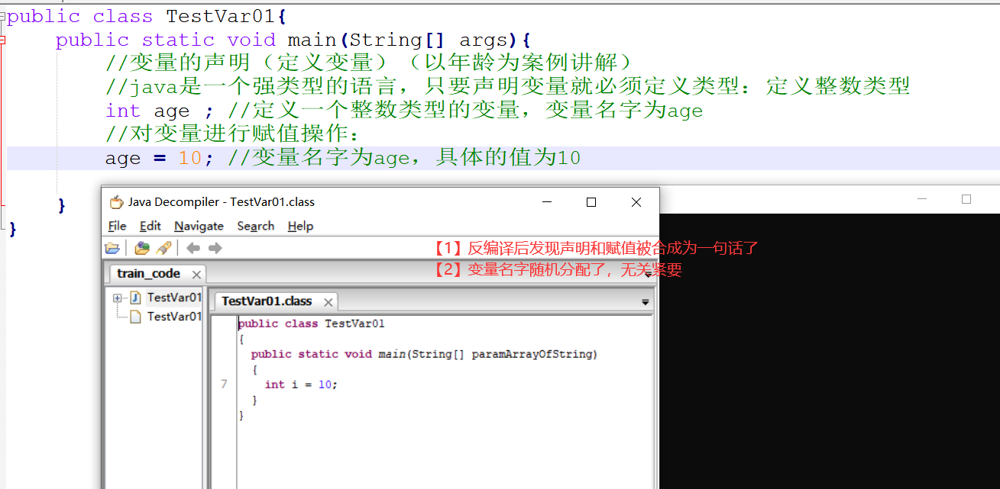 public class TestVar01{
public static void main(String[] args){
//变量的声明（定义变量）（以年龄为案例讲解）
//java是一个强类型的语言，只要声明变量就必须定义类型：定义整数类型
int age ; //定义一个整数类型的变量，变量名字为age
//对变量进行赋值操作：
age = 10; //变量名字为age，具体的值为10
}
}
Java Decompiler - TestVar01.class
File Edit Navigate Search Help
【1】反编译后发现声明和赋值被合成为一句话了
【2】变量名字随机分配了，无关紧要
train_code
TestVar01
TestVar01
TestVar01.class
public class TestVar01
{
public static void main(String[] paramArrayOfString)
{
7 int i = 10;
}
}